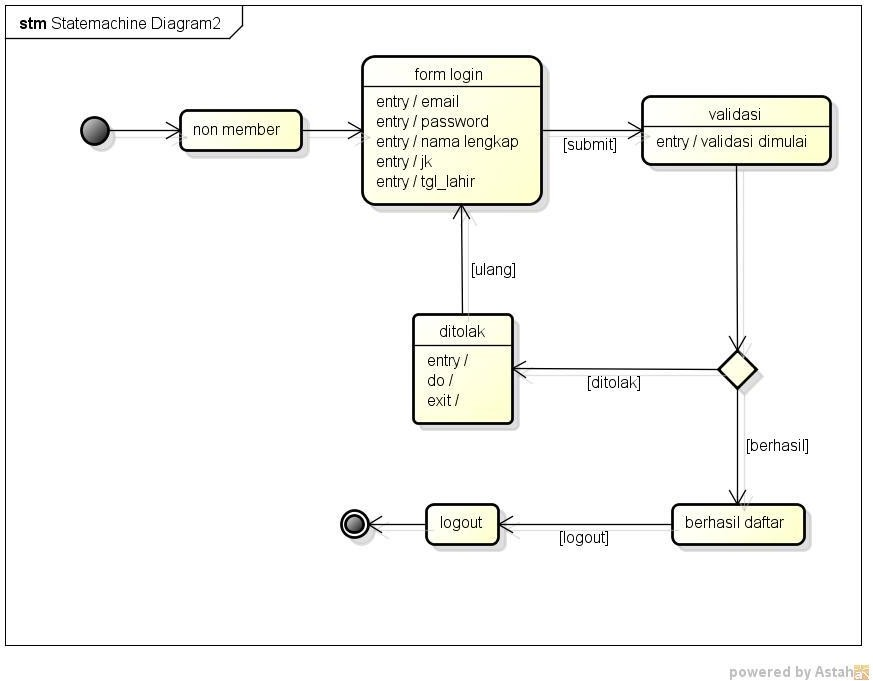 stm Statemachine Diagram2
non member
form login
entry / email
entry / password
entry / nama lengkap
entry / jk
entry / tgl_lahir
[submit]
validasi
entry / validasi dimulai
[ulang]
ditolak
entry /
do /
exit /
[ditolak]
[berhasil]
logout
[logout]
berhasil daftar
powered by Astah